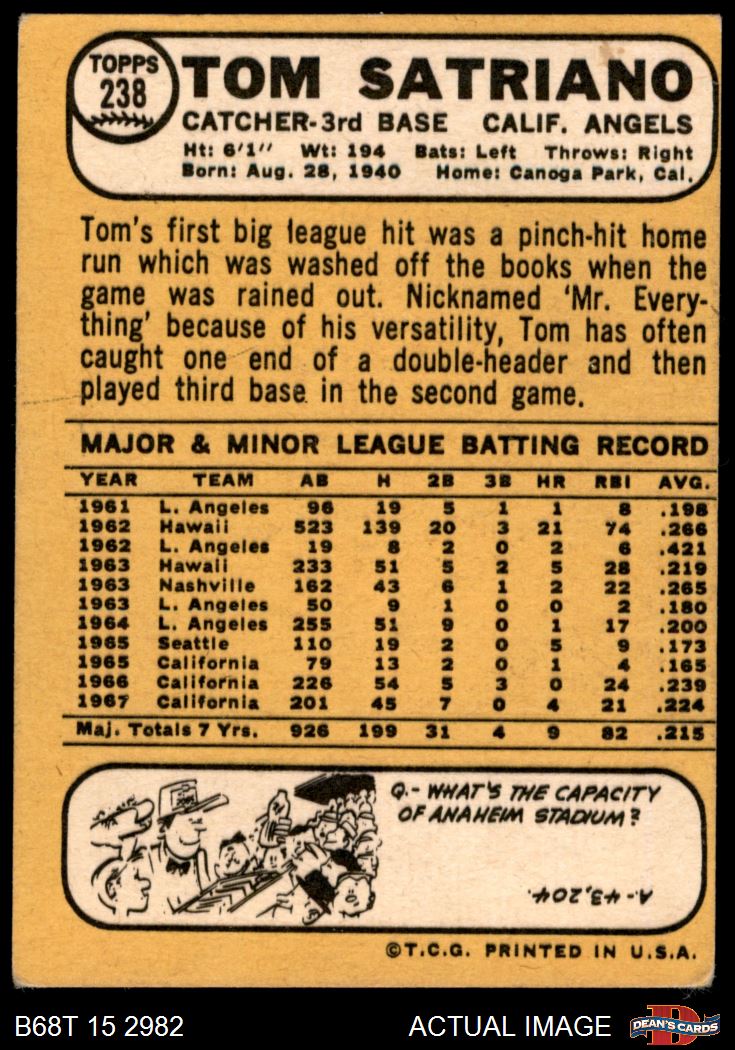 TOPPS
238
TOM SATRIANO
CATCHER-3rd BASE CALIF. ANGELS
Ht: 6'1" Wt: 194 Bats: Left Throws: Right
Born: Aug. 28, 1940 Home: Canoga Park, Cal.
Tom's first big league hit was a pinch-hit home
run which was washed off the books when the
game was rained out. Nicknamed 'Mr. Every-
thing' because of his versatility, Tom has often
caught one end of a double-header and then
played third base in the second game.
MAJOR & MINOR LEAGUE BATTING RECORD
YEAR TEAM AB H 2B 3B HR RBI AVG.
1961 L. Angeles 96 19 5 1 1 8 .198
1962 Hawaii 523 139 20 3 21 74 .266
1962 L. Angeles 19 8 2 0 2 6 .421
1963 Hawaii 233 51 5 2 5 28 .219
1963 Nashville 162 43 6 1 2 22 .265
1963 L. Angeles 50 9 1 0 0 2 .180
1964 L. Angeles 255 51 9 0 1 17 .200
1965 Seattle 110 19 2 0 5 9 .173
1965 California 79 13 2 0 1 4 .165
1966 California 226 54 5 3 0 24 .239
1967 California 201 45 7 0 4 21 .224
Maj. Totals 7 Yrs. 926 199 31 4 9 82 .215
Q.- WHAT'S THE CAPACITY
OF ANAHEIM STADIUM?
A.- 43,204.
©T.C.G. PRINTED IN U.S.A.
B68T 15 2982 ACTUAL IMAGE
DEAN'S CARDS